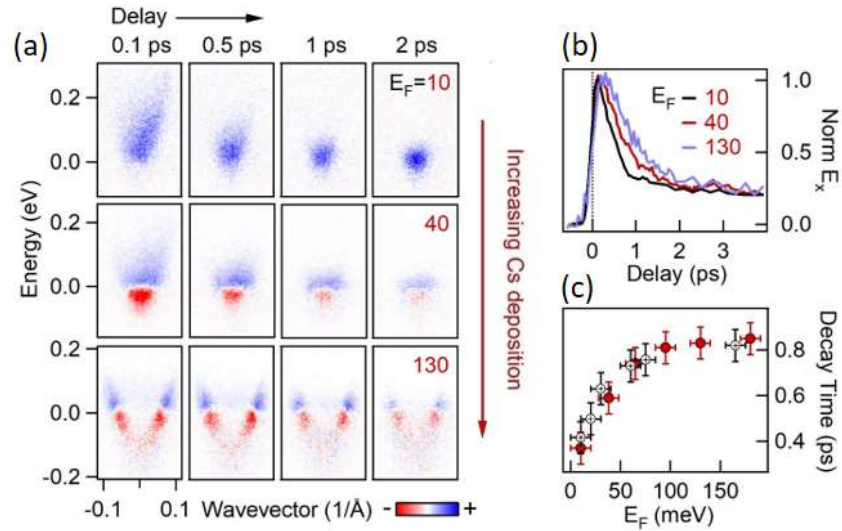 Delay
(a)
0.1 ps 0.5 ps 1 ps 2 ps
0.2
0.0
E_F=10
0.2
0.0
40
0.2
0.0
-0.2
130
Energy (eV)
-0.1 0.1 Wavevector (1/Å) - +
Increasing Cs deposition
(b)
E_F 10
40
130
1.0
0.5
0.0
Norm E_x
0 1 2 3
Delay (ps)
(c)
0.8
0.6
0.4
Decay Time (ps)
0 50 100 150
E_F (meV)